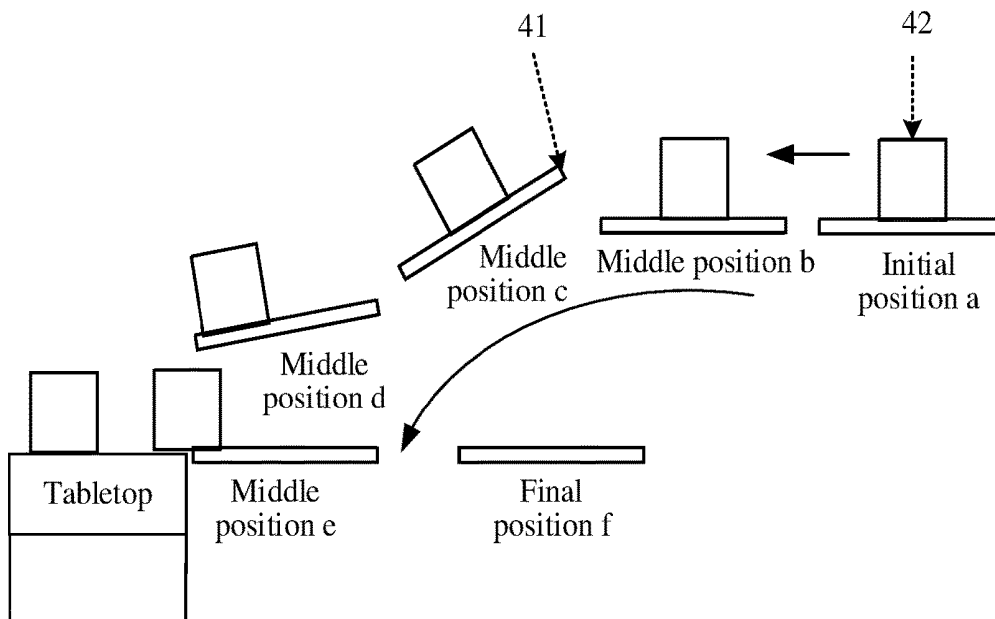 41
42
Middle
position c
Middle position b
Initial
position a
Middle
position d
Tabletop
Middle
position e
Final
position f